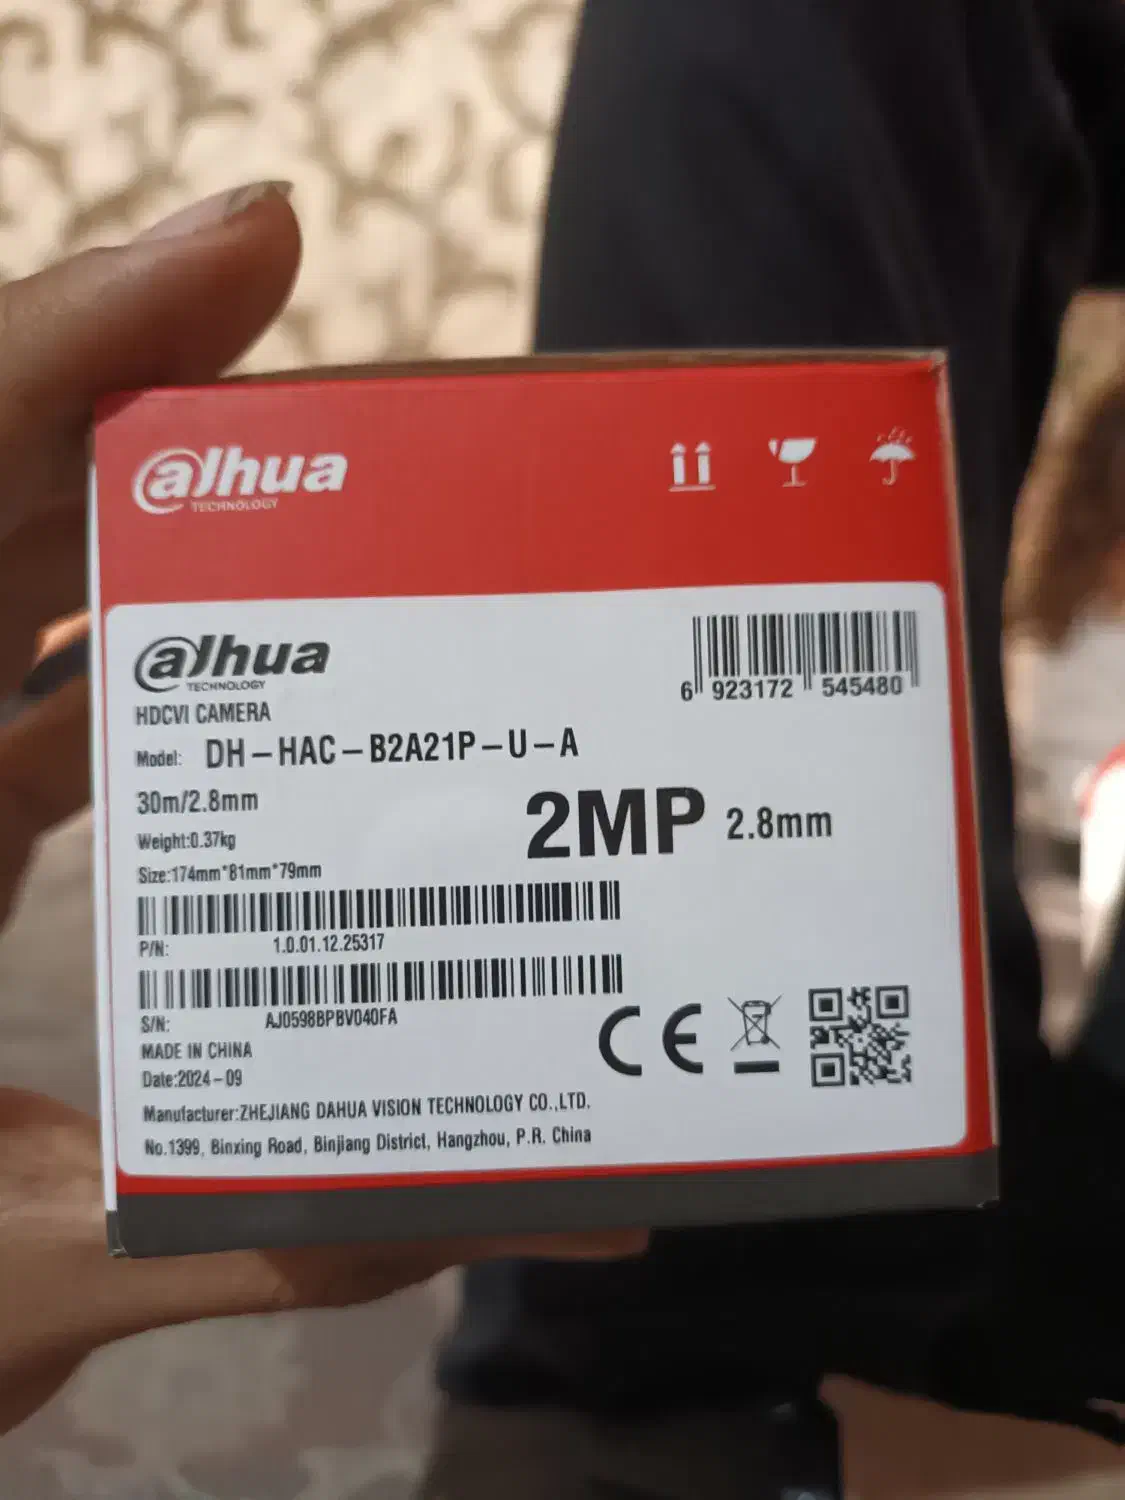 alhua
TECHNOLOGY
alhua
TECHNOLOGY
HDCVI CAMERA
6 923172 545480
Model: DH-HAC-B2A21P-U-A
30m/2.8mm
2MP 2.8mm
Weight:0.37kg
Size:174mm*81mm*79mm
P/N: 1.0.01.12.25317
S/N: AJ0598BPBV040FA
CE
MADE IN CHINA
Date:2024-09
Manufacturer:ZHEJIANG DAHUA VISION TECHNOLOGY CO.,LTD.
No.1399, Binxing Road, Binjiang District, Hangzhou, P.R. China